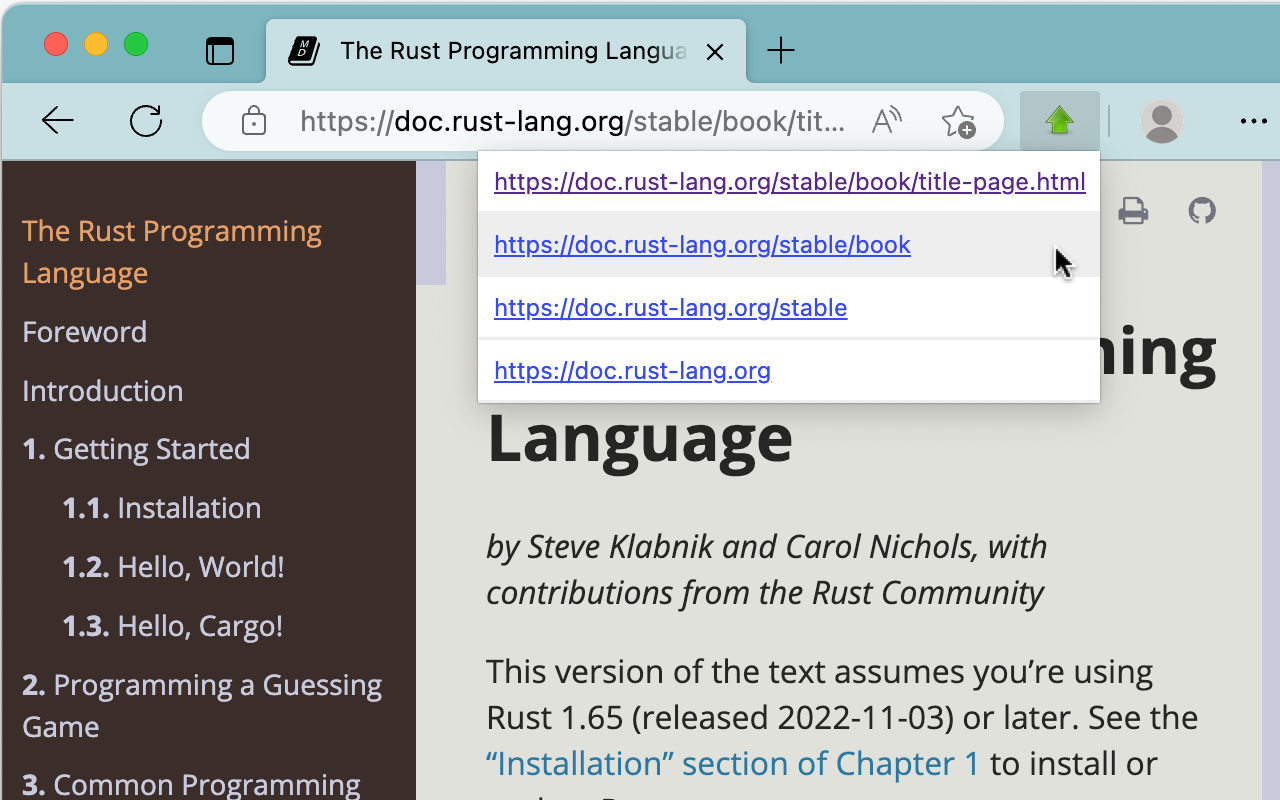 The Rust Programming Langua
https://doc.rust-lang.org/stable/book/tit...
https://doc.rust-lang.org/stable/book/title-page.html
https://doc.rust-lang.org/stable/book
https://doc.rust-lang.org/stable
https://doc.rust-lang.org
The Rust Programming
Language
Foreword
Introduction
1. Getting Started
1.1. Installation
1.2. Hello, World!
1.3. Hello, Cargo!
2. Programming a Guessing
Game
3. Common Programming
ning
Language
by Steve Klabnik and Carol Nichols, with
contributions from the Rust Community
This version of the text assumes you’re using
Rust 1.65 (released 2022-11-03) or later. See the
“Installation” section of Chapter 1 to install or